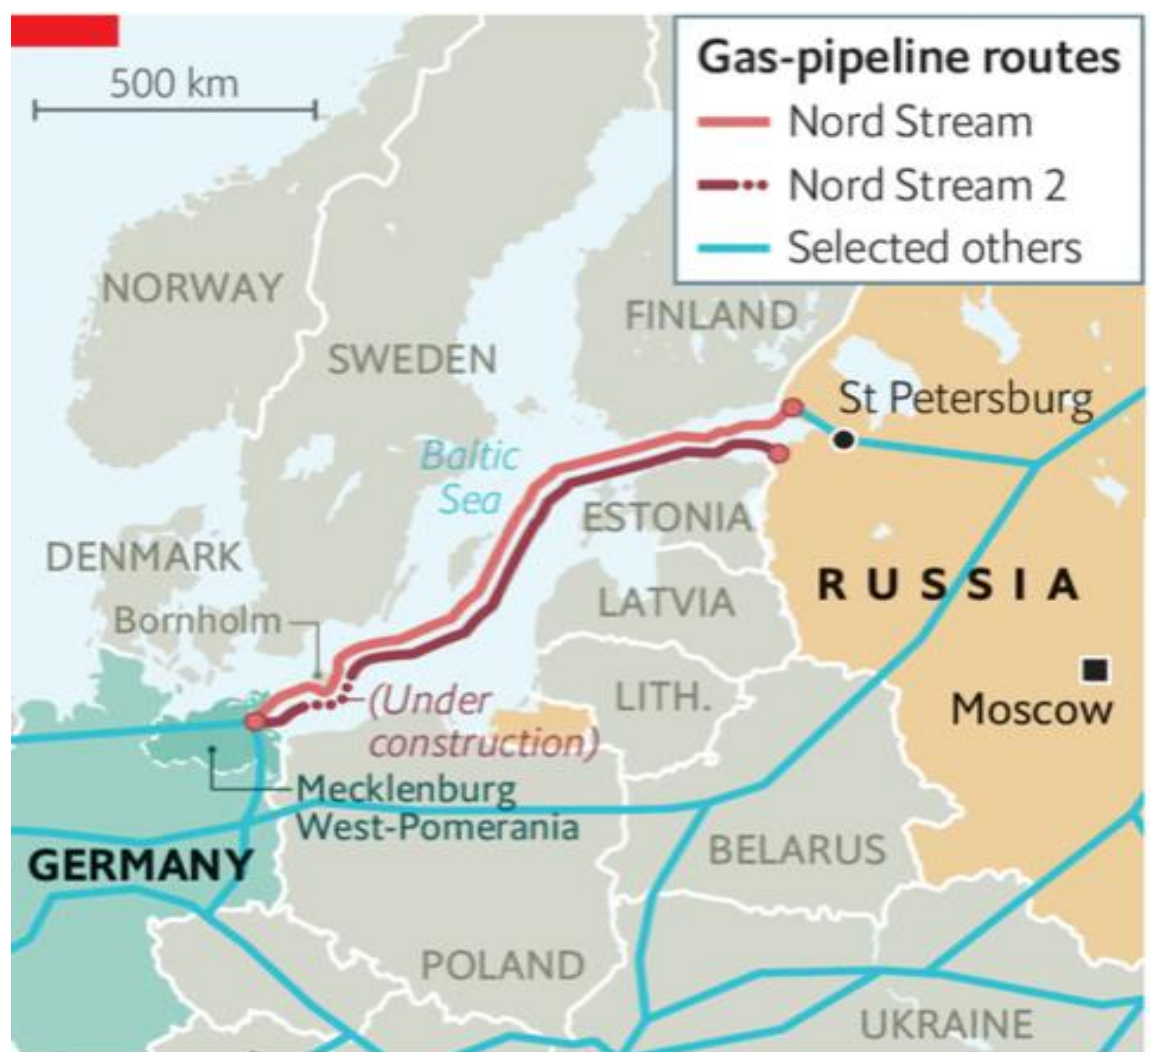 500 km
Gas-pipeline routes
Nord Stream
Nord Stream 2
Selected others
NORWAY
FINLAND
SWEDEN
St Petersburg
Baltic
Sea
ESTONIA
DENMARK
RUSSIA
LATVIA
Bornholm
LITH.
(Under
construction)
Moscow
Mecklenburg
West-Pomerania
GERMANY
BELARUS
POLAND
UKRAINE